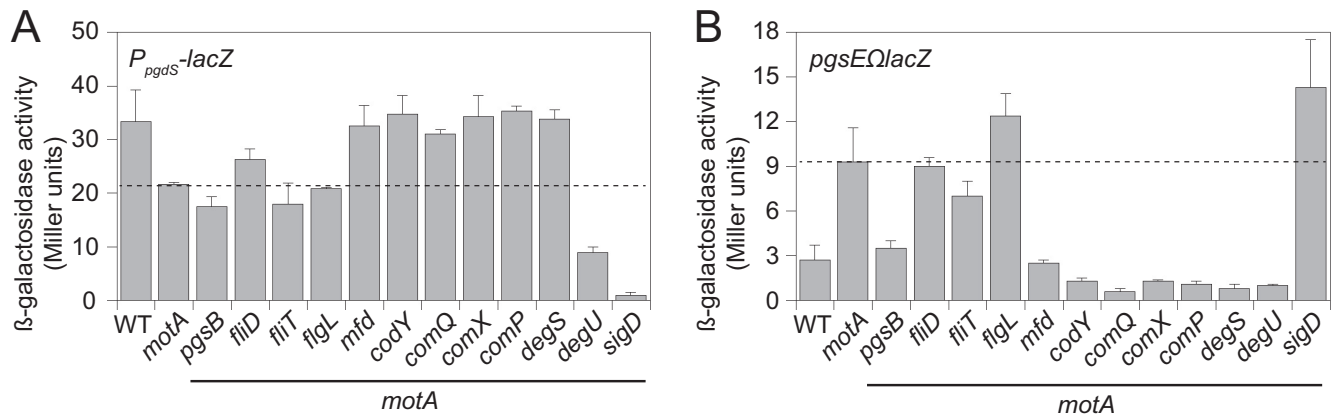 A
P pgdS -lacZ
ß-galactosidase activity
(Miller units)
50
40
30
20
10
0
WT
motA
pgsB
fliD
fliT
flgL
mfd
codY
comQ
comX
comP
degS
degU
sigD
motA
B
pgsEΩlacZ
ß-galactosidase activity
(Miller units)
18
15
12
9
6
3
0
WT
motA
pgsB
fliD
fliT
flgL
mfd
codY
comQ
comX
comP
degS
degU
sigD
motA